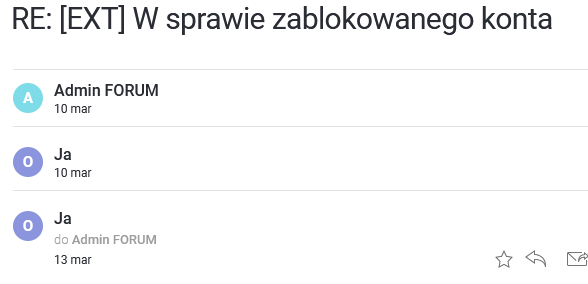 RE: [EXT] W sprawie zablokowanego konta
A
Admin FORUM
10 mar
O
Ja
10 mar
O
Ja
do Admin FORUM
13 mar